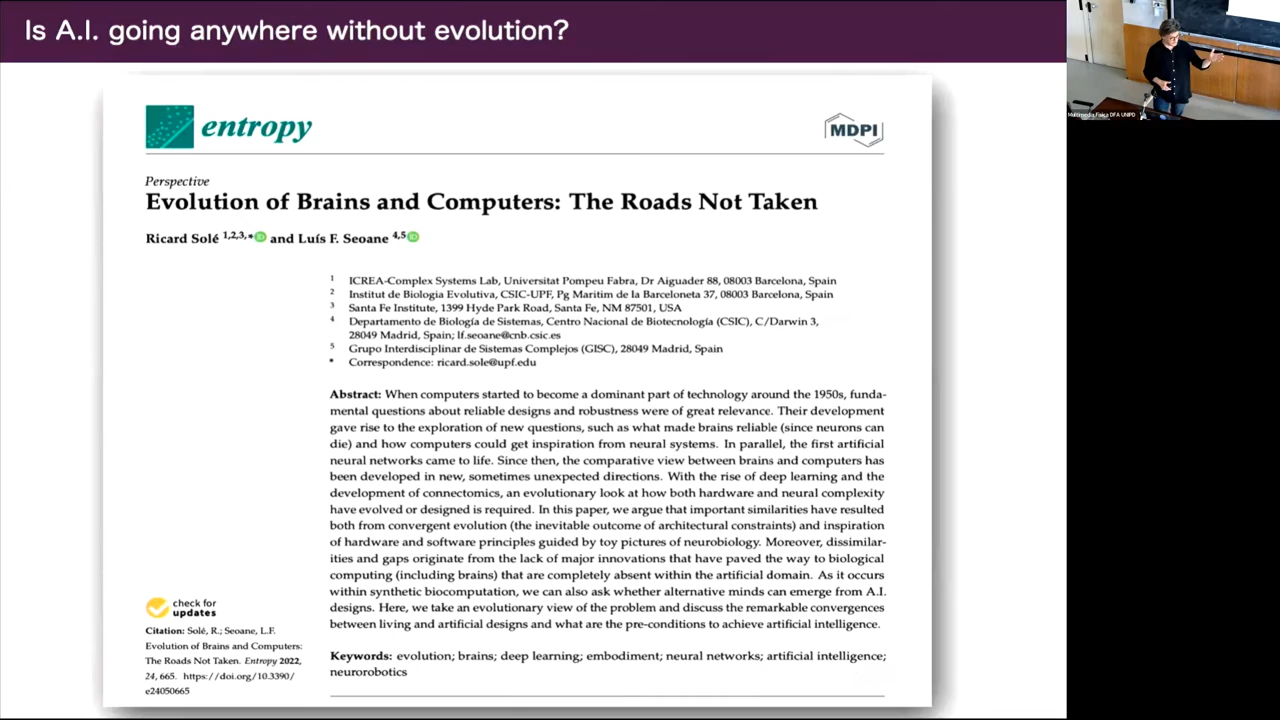 Is A.I. going anywhere without evolution?
entropy
MDPI
Perspective
Evolution of Brains and Computers: The Roads Not Taken
Ricard Solé 1,2,3,* iD and Luís F. Seoane 4,5 iD
1 ICREA-Complex Systems Lab, Universitat Pompeu Fabra, Dr Aiguader 88, 08003 Barcelona, Spain
2 Institut de Biologia Evolutiva, CSIC-UPF, Pg Maritim de la Barceloneta 37, 08003 Barcelona, Spain
3 Santa Fe Institute, 1399 Hyde Park Road, Santa Fe, NM 87501, USA
4 Departamento de Biología de Sistemas, Centro Nacional de Biotecnología (CSIC), C/Darwin 3,
28049 Madrid, Spain; lf.seoane@cnb.csic.es
5 Grupo Interdisciplinar de Sistemas Complejos (GISC), 28049 Madrid, Spain
* Correspondence: ricard.sole@upf.edu
Abstract: When computers started to become a dominant part of technology around the 1950s, funda-
mental questions about reliable designs and robustness were of great relevance. Their development
gave rise to the exploration of new questions, such as what made brains reliable (since neurons can
die) and how computers could get inspiration from neural systems. In parallel, the first artificial
neural networks came to life. Since then, the comparative view between brains and computers has
been developed in new, sometimes unexpected directions. With the rise of deep learning and the
development of connectomics, an evolutionary look at how both hardware and neural complexity
have evolved or designed is required. In this paper, we argue that important similarities have resulted
both from convergent evolution (the inevitable outcome of architectural constraints) and inspiration
of hardware and software principles guided by toy pictures of neurobiology. Moreover, dissimilar-
ities and gaps originate from the lack of major innovations that have paved the way to biological
computing (including brains) that are completely absent within the artificial domain. As it occurs
within synthetic biocomputation, we can also ask whether alternative minds can emerge from A.I.
designs. Here, we take an evolutionary view of the problem and discuss the remarkable convergences
between living and artificial designs and what are the pre-conditions to achieve artificial intelligence.
Keywords: evolution; brains; deep learning; embodiment; neural networks; artificial intelligence;
neurorobotics
check for
updates
Citation: Solé, R.; Seoane, L.F.
Evolution of Brains and Computers:
The Roads Not Taken. Entropy 2022,
24, 665. https://doi.org/10.3390/
e24050665
Multimedia Fisica DFA UNIPD